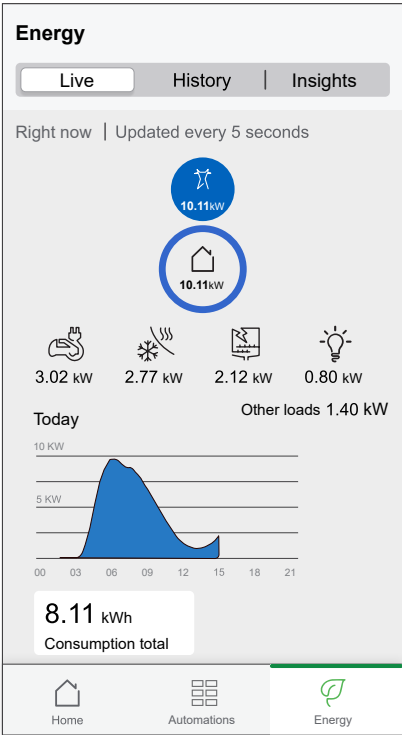 Energy
Live History | Insights
Right now | Updated every 5 seconds
10.11kW
10.11kW
3.02 kW 2.77 kW 2.12 kW 0.80 kW
Other loads 1.40 kW
Today
10 KW
5 KW
00 03 06 09 12 15 18 21
8.11 kWh
Consumption total
Home Automations Energy